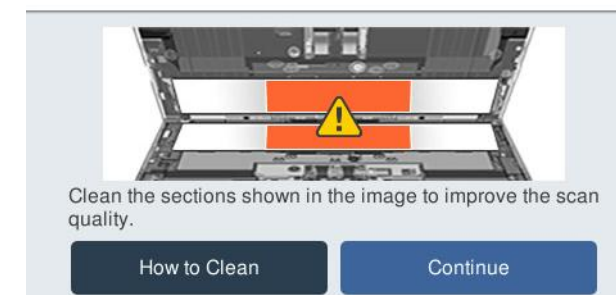 Clean the sections shown in the image to improve the scan
quality.
How to Clean
Continue